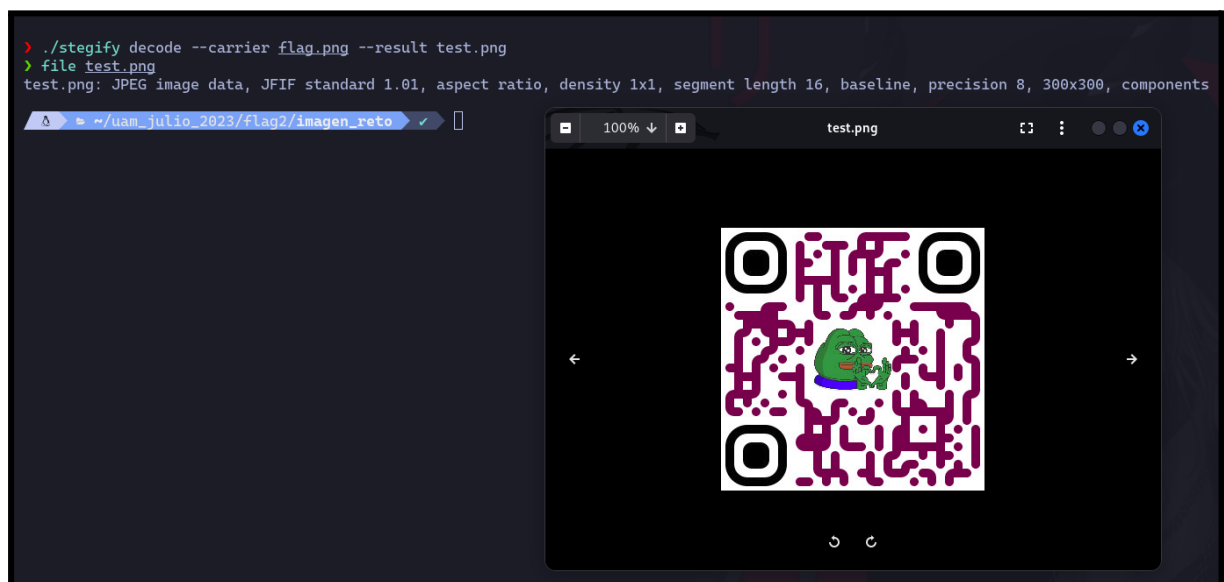 ❯ ./stegify decode --carrier flag.png --result test.png
❯ file test.png
test.png: JPEG image data, JFIF standard 1.01, aspect ratio, density 1x1, segment length 16, baseline, precision 8, 300x300, components
~/uam_julio_2023/flag2/imagen_reto ✔
100% test.png